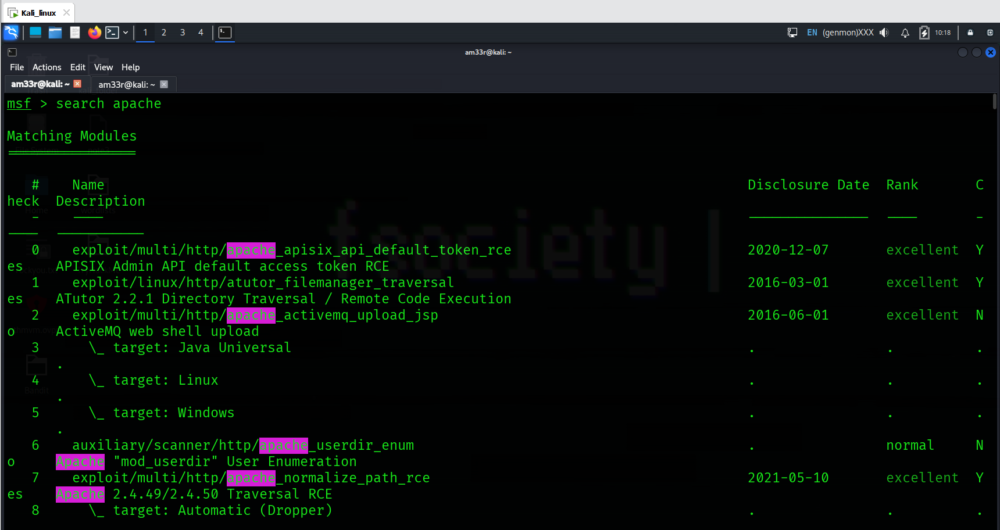 Kali_linux
1 2 3 4 EN (genmon)XXX 10:18
am33r@kali: ~
File Actions Edit View Help
am33r@kali: ~ am33r@kali: ~
msf > search apache
Matching Modules
================
# Name Disclosure Date Rank C
heck Description
- ---- --------------- ---- -
---- -----------
0 exploit/multi/http/apache_apisix_api_default_token_rce 2020-12-07 excellent Y
es APISIX Admin API default access token RCE
1 exploit/linux/http/atutor_filemanager_traversal 2016-03-01 excellent Y
es ATutor 2.2.1 Directory Traversal / Remote Code Execution
2 exploit/multi/http/apache_activemq_upload_jsp 2016-06-01 excellent N
o ActiveMQ web shell upload
3 \_ target: Java Universal . . .
.
4 \_ target: Linux . . .
.
5 \_ target: Windows . . .
.
6 auxiliary/scanner/http/apache_userdir_enum . normal N
o Apache "mod_userdir" User Enumeration
7 exploit/multi/http/apache_normalize_path_rce 2021-05-10 excellent Y
es Apache 2.4.49/2.4.50 Traversal RCE
8 \_ target: Automatic (Dropper) . . .
fsociety
Home
Bandit